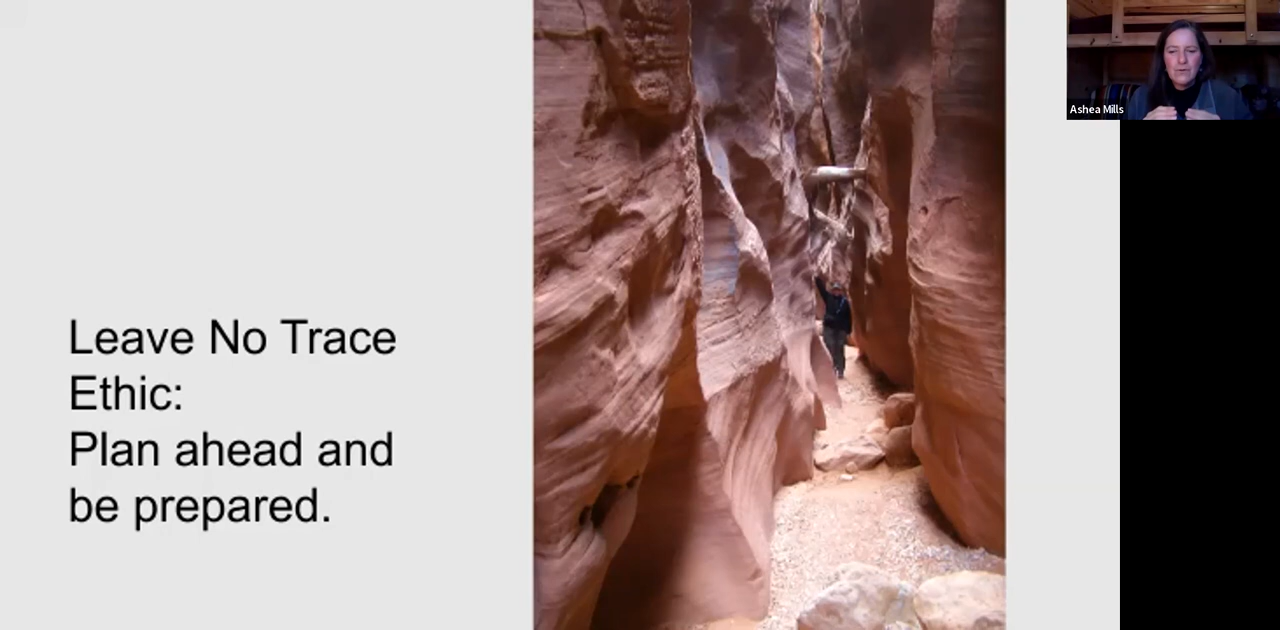 Leave No Trace
Ethic:
Plan ahead and
be prepared.
Ashea Mills